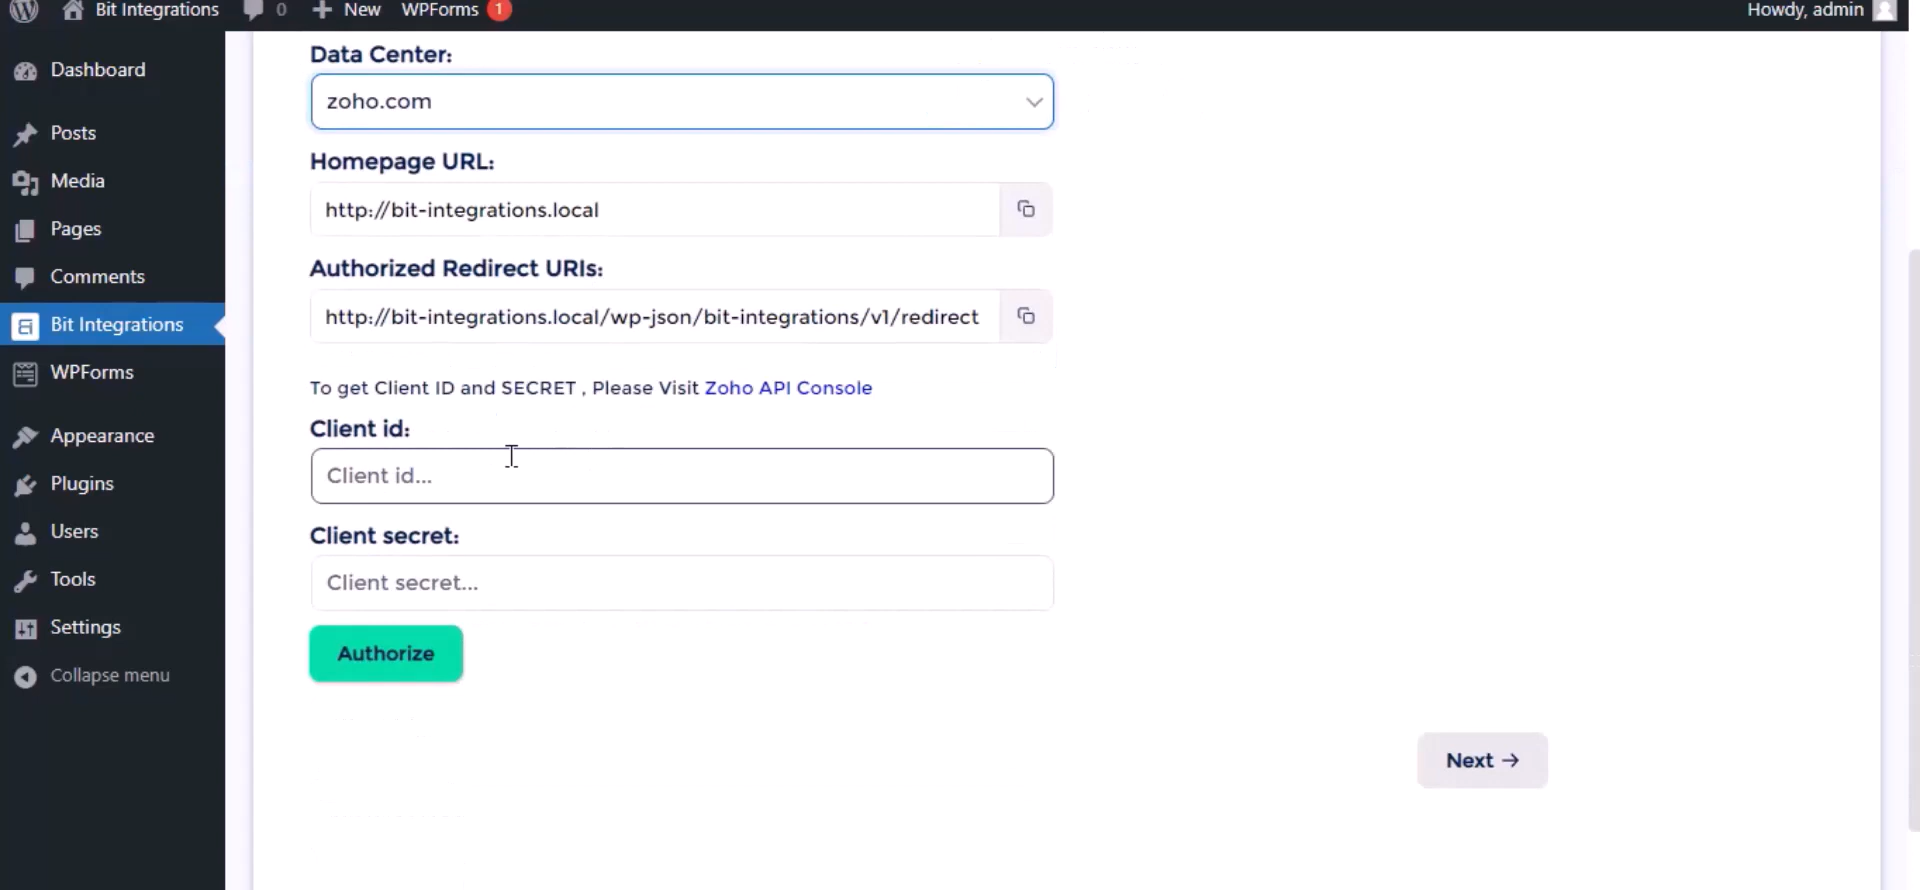 Bit Integrations 0 New WPForms 1 Howdy, admin
Dashboard
Posts
Media
Pages
Comments
Bit Integrations
WPForms
Appearance
Plugins
Users
Tools
Settings
Collapse menu
Data Center:
zoho.com
Homepage URL:
http://bit-integrations.local
Authorized Redirect URIs:
http://bit-integrations.local/wp-json/bit-integrations/v1/redirect
To get Client ID and SECRET , Please Visit Zoho API Console
Client id:
Client id...
Client secret:
Client secret...
Authorize
Next →